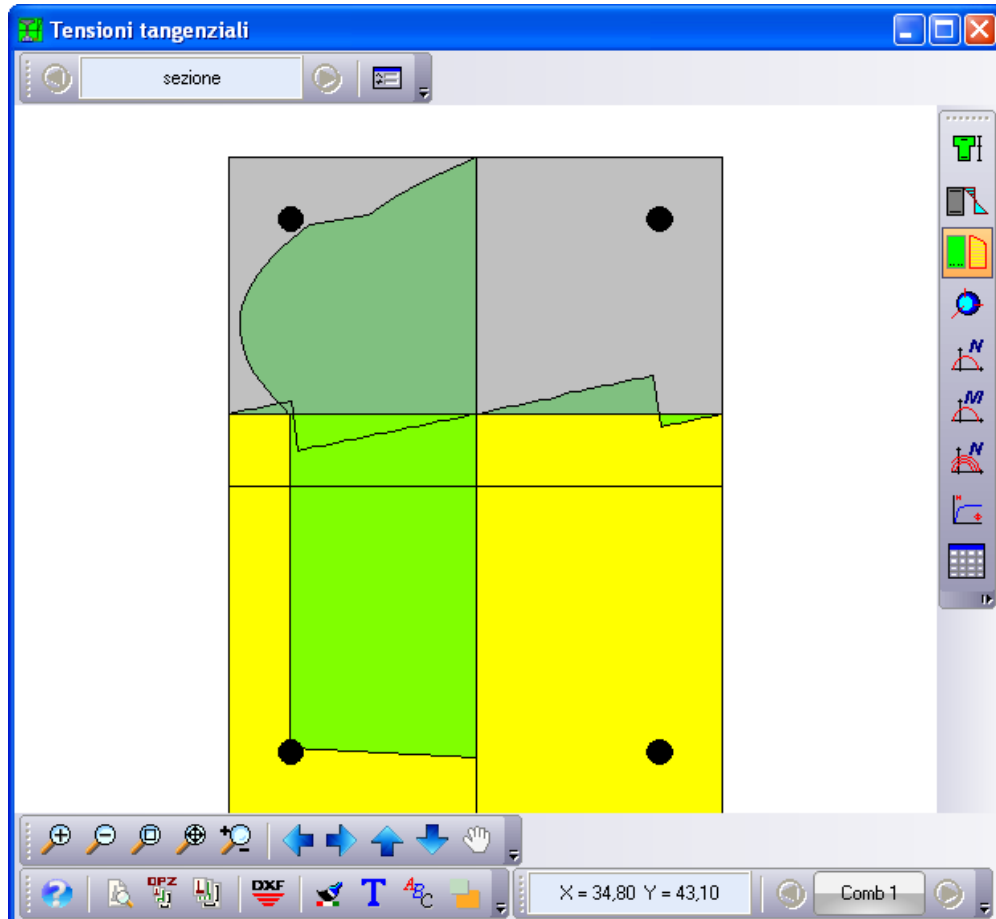 Tensioni tangenziali
sezione
N
M
N
OPZ
DXF
T
ABC
X = 34,80 Y = 43,10
Comb 1